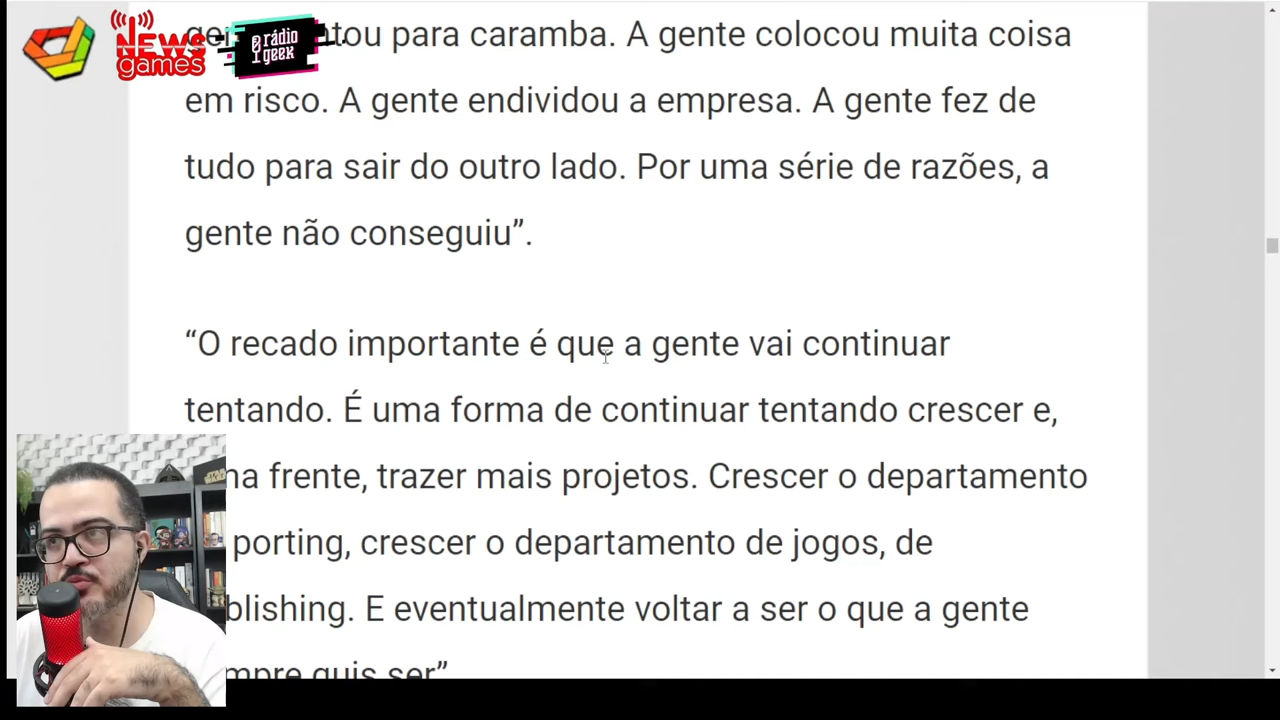 NEWS
games
rádio
geek
tou para caramba. A gente colocou muita coisa
em risco. A gente endividou a empresa. A gente fez de
tudo para sair do outro lado. Por uma série de razões, a
gente não conseguiu”.
“O recado importante é que a gente vai continuar
tentando. É uma forma de continuar tentando crescer e,
na frente, trazer mais projetos. Crescer o departamento
porting, crescer o departamento de jogos, de
blishing. E eventualmente voltar a ser o que a gente
mpre quis ser”